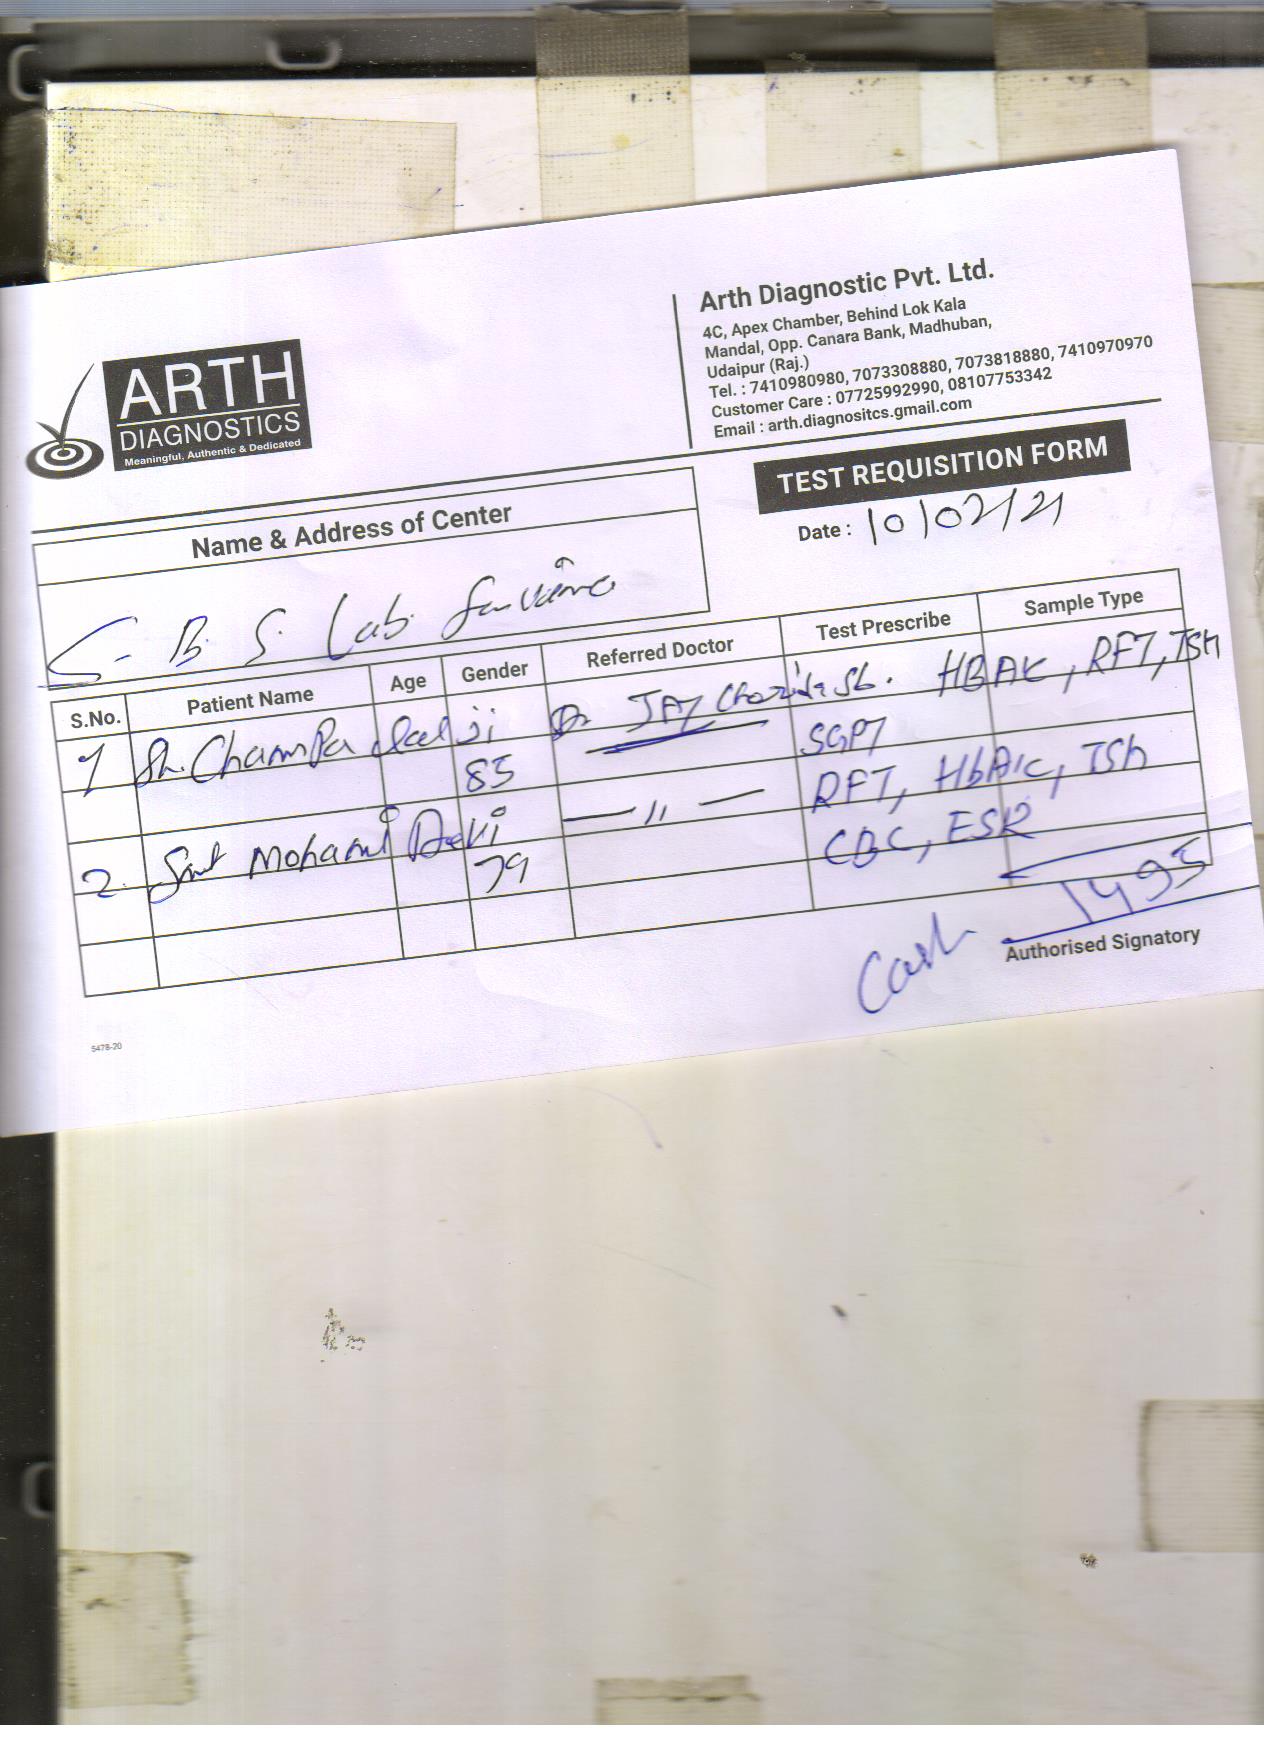 ARTH
DIAGNOSTICS
Meaningful, Authentic & Dedicated
Arth Diagnostic Pvt. Ltd.
4C, Apex Chamber, Behind Lok Kala
Mandal, Opp. Canara Bank, Madhuban,
Udaipur (Raj.)
Tel. : 7410980980, 7073308880, 7073818880, 7410970970
Customer Care : 07725992990, 08107753342
Email : arth.diagnositcs.gmail.com
TEST REQUISITION FORM
Date : 10/02/21
Name & Address of Center
C. B. S. Lab
S.No. Patient Name Age Gender Referred Doctor Test Prescribe Sample Type
1 Sh. Champa Lal ji Dr JAY Sb. HBAIC, RFT, TSh
85 SGPT
2. Smt Mohani Devi —"— RFT, HbA1c, TSh
79 CBC, ESR
Cash 1495
Authorised Signatory
5478-20